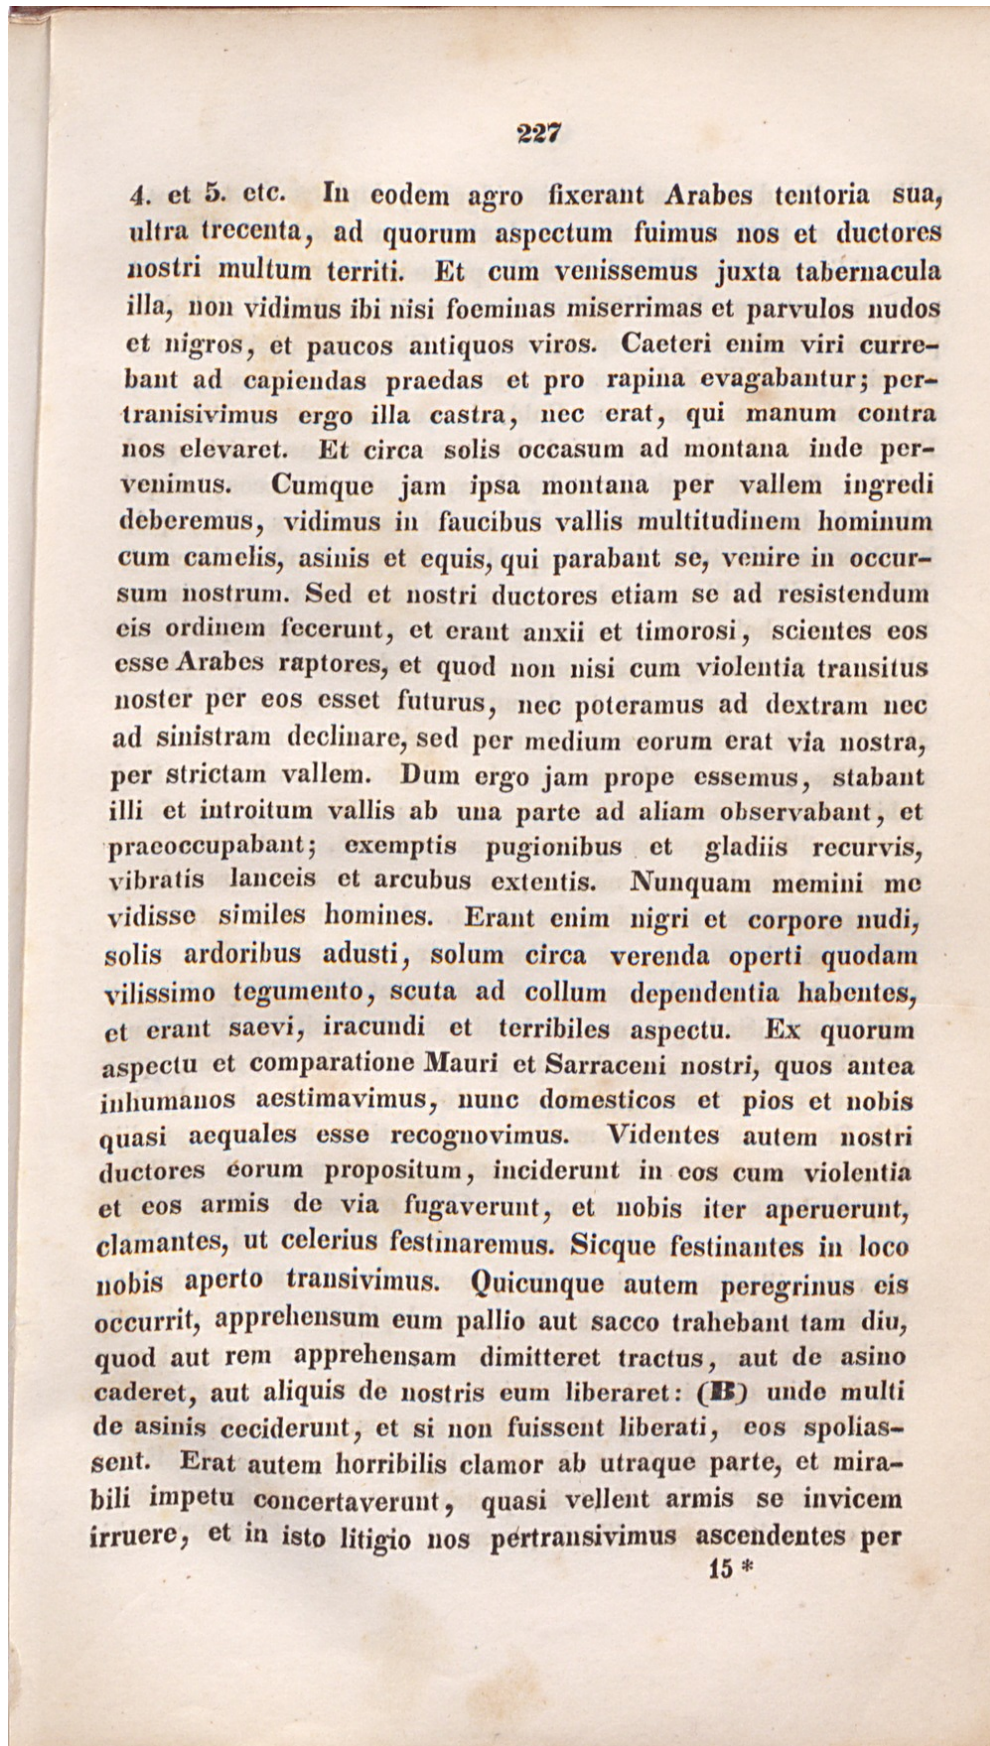 227
4. et 5. etc. In eodem agro fixerant Arabes tentoria sua,
ultra trecenta, ad quorum aspectum fuimus nos et ductores
nostri multum territi. Et cum venissemus juxta tabernacula
illa, non vidimus ibi nisi foeminas miserrimas et parvulos nudos
et nigros, et paucos antiquos viros. Caeteri enim viri curre-
bant ad capiendas praedas et pro rapina evagabantur; per-
tranisivimus ergo illa castra, nec erat, qui manum contra
nos elevaret. Et circa solis occasum ad montana inde per-
venimus. Cumque jam ipsa montana per vallem ingredi
deberemus, vidimus in faucibus vallis multitudinem hominum
cum camelis, asinis et equis, qui parabant se, venire in occur-
sum nostrum. Sed et nostri ductores etiam se ad resistendum
eis ordinem fecerunt, et erant anxii et timorosi, scientes eos
esse Arabes raptores, et quod non nisi cum violentia transitus
noster per eos esset futurus, nec poteramus ad dextram nec
ad sinistram declinare, sed per medium eorum erat via nostra,
per strictam vallem. Dum ergo jam prope essemus, stabant
illi et introitum vallis ab una parte ad aliam observabant, et
praeoccupabant; exemptis pugionibus et gladiis recurvis,
vibratis lanceis et arcubus extentis. Nunquam memini me
vidisse similes homines. Erant enim nigri et corpore nudi,
solis ardoribus adusti, solum circa verenda operti quodam
vilissimo tegumento, scuta ad collum dependentia habentes,
et erant saevi, iracundi et terribiles aspectu. Ex quorum
aspectu et comparatione Mauri et Sarraceni nostri, quos antea
inhumanos aestimavimus, nunc domesticos et pios et nobis
quasi aequales esse recognovimus. Videntes autem nostri
ductores eorum propositum, inciderunt in eos cum violentia
et eos armis de via fugaverunt, et nobis iter aperuerunt,
clamantes, ut celerius festinaremus. Sicque festinantes in loco
nobis aperto transivimus. Quicunque autem peregrinus eis
occurrit, apprehensum eum pallio aut sacco trahebant tam diu,
quod aut rem apprehensam dimitteret tractus, aut de asino
caderet, aut aliquis de nostris eum liberaret: (B) unde multi
de asinis ceciderunt, et si non fuissent liberati, eos spolias-
sent. Erat autem horribilis clamor ab utraque parte, et mira-
bili impetu concertaverunt, quasi vellent armis se invicem
irruere, et in isto litigio nos pertransivimus ascendentes per
15 *